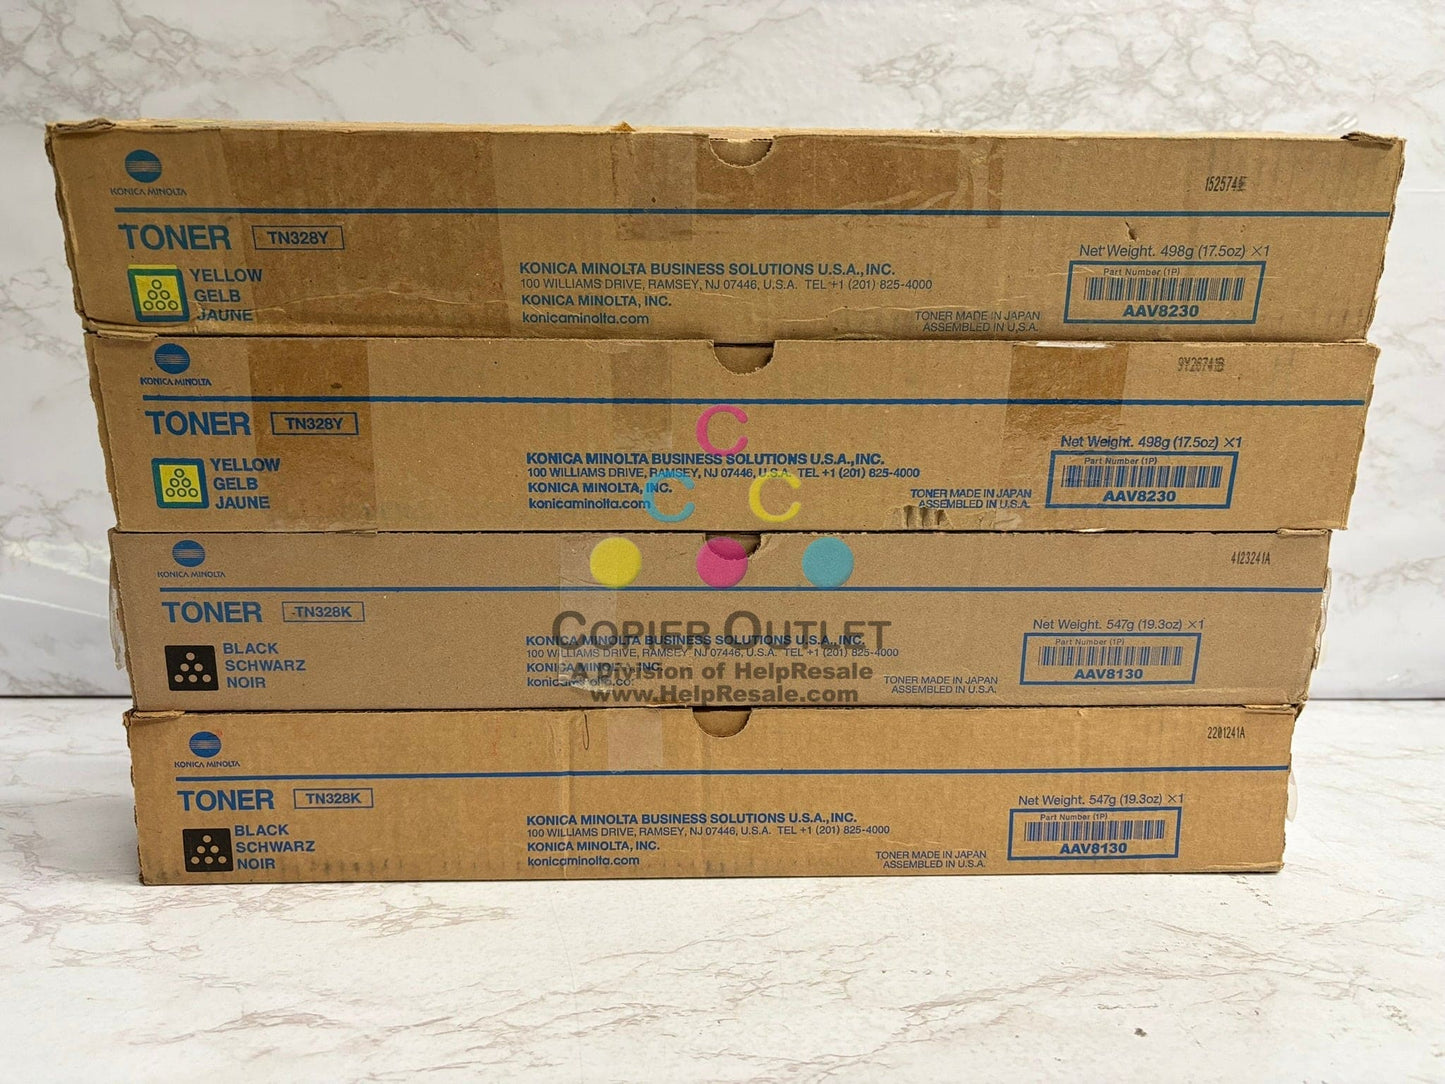 KONICA MINOLTA
TONER TN328Y
YELLOW
GELB
JAUNE
KONICA MINOLTA BUSINESS SOLUTIONS U.S.A.,INC.
100 WILLIAMS DRIVE, RAMSEY, NJ 07446, U.S.A. TEL +1 (201) 825-4000
KONICA MINOLTA, INC.
konicaminolta.com
TONER MADE IN JAPAN
ASSEMBLED IN U.S.A.
Net Weight. 498g (17.5oz) ×1
Part Number (1P)
AAV8230
KONICA MINOLTA
TONER TN328Y
YELLOW
GELB
JAUNE
KONICA MINOLTA BUSINESS SOLUTIONS U.S.A.,INC.
100 WILLIAMS DRIVE, RAMSEY, NJ 07446, U.S.A. TEL +1 (201) 825-4000
KONICA MINOLTA, INC.
konicaminolta.com
TONER MADE IN JAPAN
ASSEMBLED IN U.S.A.
9Y26741B
Net Weight. 498g (17.5oz) ×1
Part Number (1P)
AAV8230
C
C C
KONICA MINOLTA
TONER TN328K
BLACK
SCHWARZ
NOIR
KONICA MINOLTA BUSINESS SOLUTIONS U.S.A.,INC.
100 WILLIAMS DRIVE, RAMSEY, NJ 07446, U.S.A. TEL +1 (201) 825-4000
KONICA MINOLTA, INC.
TONER MADE IN JAPAN
ASSEMBLED IN U.S.A.
4123241A
Net Weight. 547g (19.3oz) ×1
Part Number (1P)
AAV8130
COPIER OUTLET
A Division of HelpResale
www.HelpResale.com
KONICA MINOLTA
TONER TN328K
BLACK
SCHWARZ
NOIR
KONICA MINOLTA BUSINESS SOLUTIONS U.S.A.,INC.
100 WILLIAMS DRIVE, RAMSEY, NJ 07446, U.S.A. TEL +1 (201) 825-4000
KONICA MINOLTA, INC.
konicaminolta.com
TONER MADE IN JAPAN
ASSEMBLED IN U.S.A.
2201241A
Net Weight. 547g (19.3oz) ×1
Part Number (1P)
AAV8130